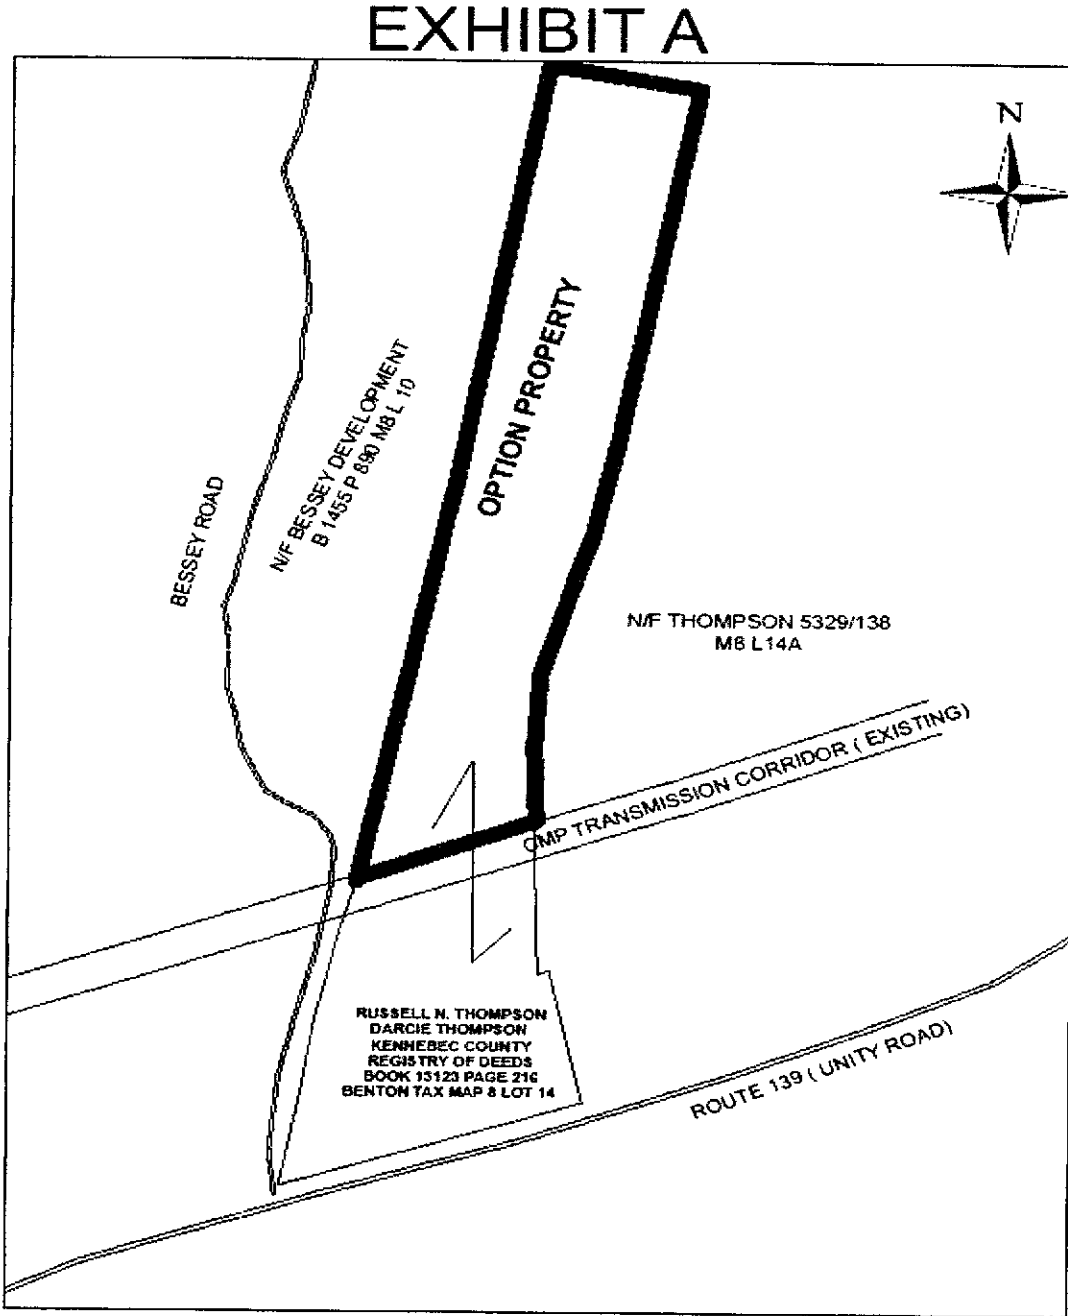 EXHIBIT A
N
OPTION PROPERTY
N/F BESSEY DEVELOPMENT
B 1455 P 890 M8 L 10
BESSEY ROAD
N/F THOMPSON 5329/138
M8 L14A
CMP TRANSMISSION CORRIDOR ( EXISTING)
RUSSELL N. THOMPSON
DARCIE THOMPSON
KENNEBEC COUNTY
REGISTRY OF DEEDS
BOOK 13123 PAGE 216
BENTON TAX MAP 8 LOT 14
ROUTE 139 ( UNITY ROAD)